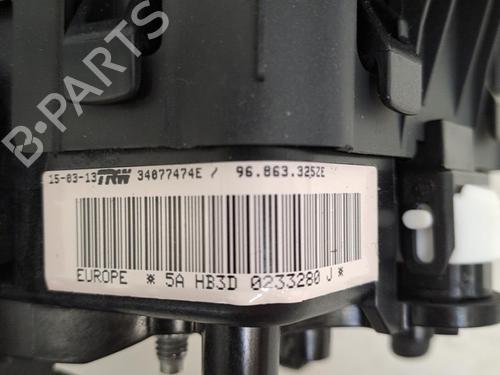 B-PARTS
15-03-13 TRW 34077474E / 96.863.325ZE
EUROPE * 5A HB3D 0233280 J *